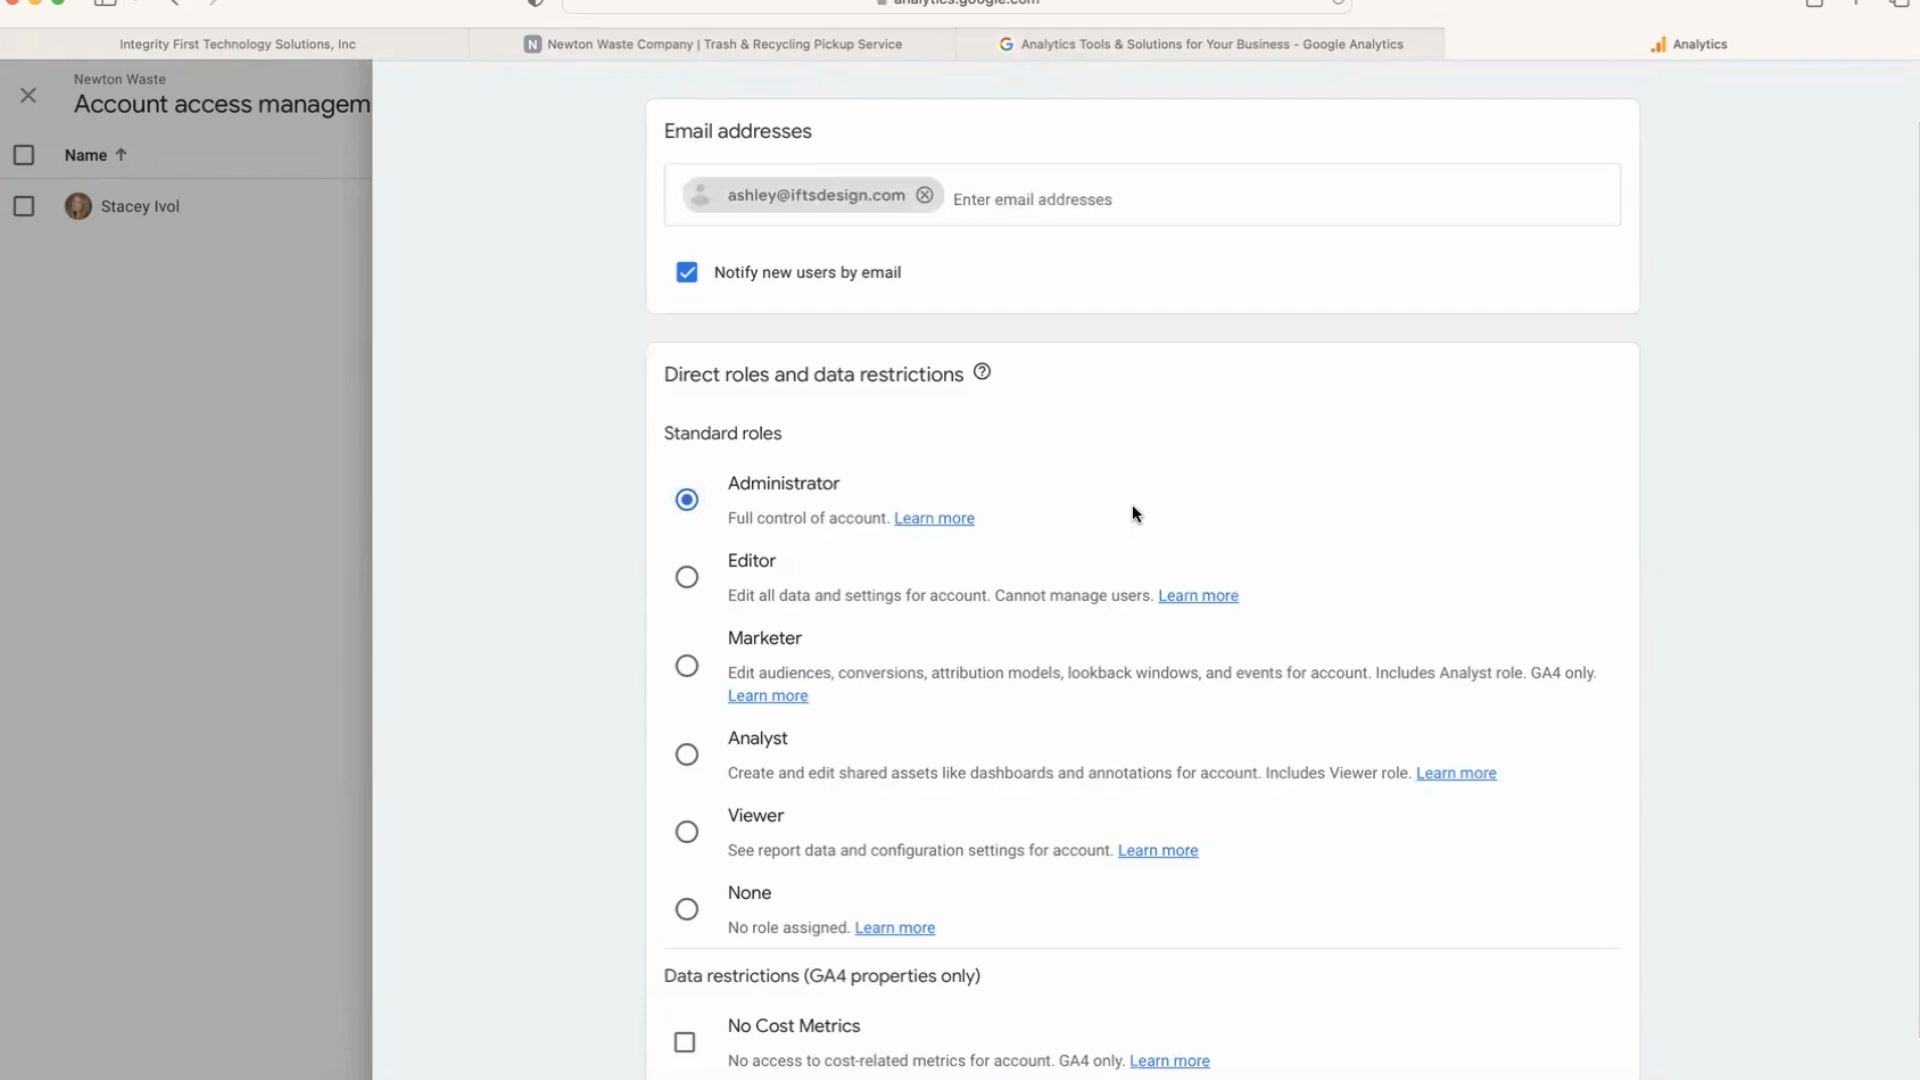 analytics.google.com
Integrity First Technology Solutions, Inc
N Newton Waste Company | Trash & Recycling Pickup Service
Analytics Tools & Solutions for Your Business - Google Analytics
Analytics
Newton Waste
Account access managem
Name
Stacey Ivol
Email addresses
ashley@iftsdesign.com
Enter email addresses
Notify new users by email
Direct roles and data restrictions
Standard roles
Administrator
Full control of account. Learn more
Editor
Edit all data and settings for account. Cannot manage users. Learn more
Marketer
Edit audiences, conversions, attribution models, lookback windows, and events for account. Includes Analyst role. GA4 only.
Learn more
Analyst
Create and edit shared assets like dashboards and annotations for account. Includes Viewer role. Learn more
Viewer
See report data and configuration settings for account. Learn more
None
No role assigned. Learn more
Data restrictions (GA4 properties only)
No Cost Metrics
No access to cost-related metrics for account. GA4 only. Learn more